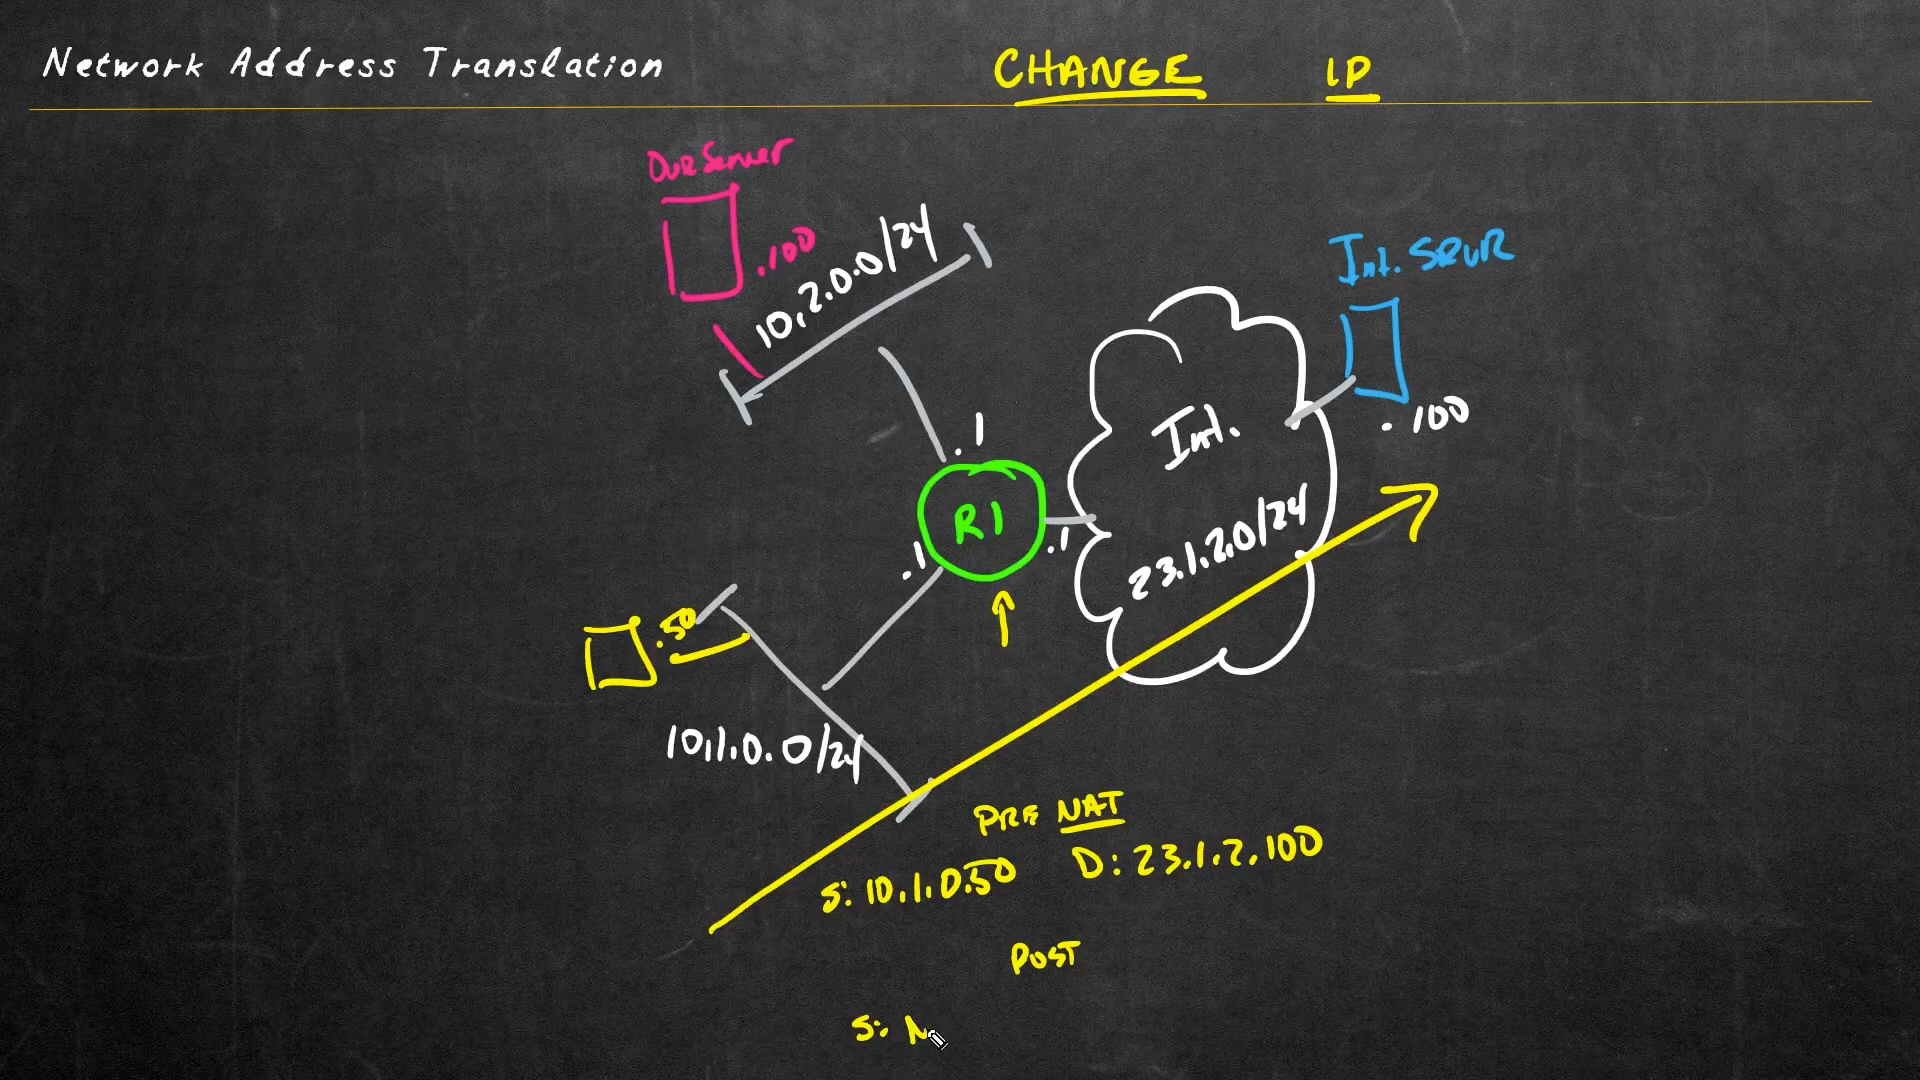 Network Address Translation
CHANGE IP
OUR Server
.100
10.2.0.0/24
Int. SRVR
.100
.1
Int.
R1
.1
.1
23.1.2.0/24
.50
10.1.0.0/24
PRE NAT
S: 10.1.0.50 D: 23.1.2.100
POST
S: